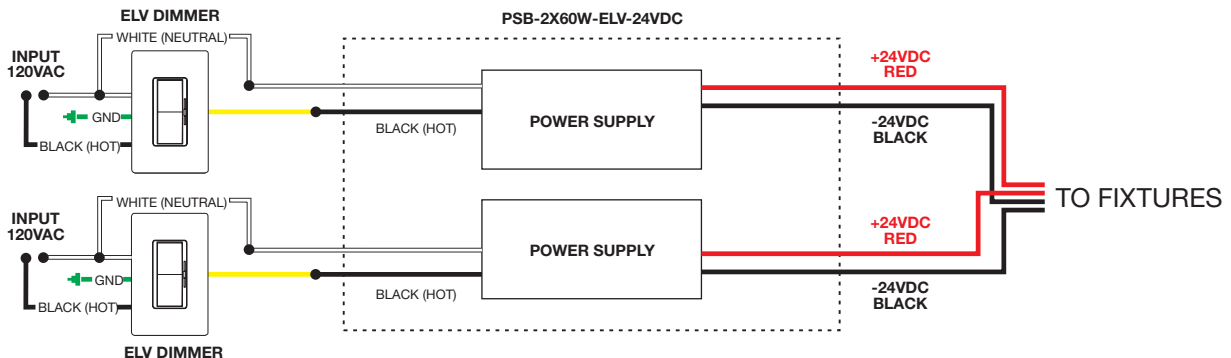 ELV DIMMER
PSB-2X60W-ELV-24VDC
WHITE (NEUTRAL)
INPUT
120VAC
GND
BLACK (HOT)
BLACK (HOT)
POWER SUPPLY
+24VDC
RED
-24VDC
BLACK
TO FIXTURES
WHITE (NEUTRAL)
INPUT
120VAC
GND
BLACK (HOT)
BLACK (HOT)
POWER SUPPLY
+24VDC
RED
-24VDC
BLACK
ELV DIMMER